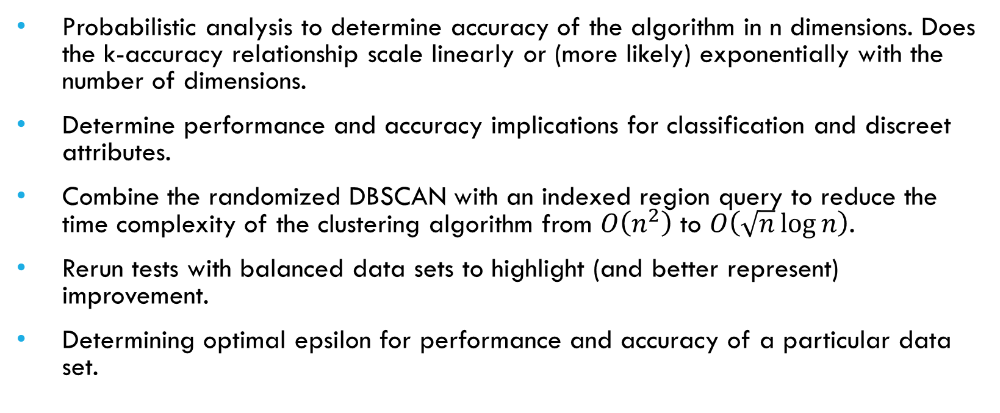 • Probabilistic analysis to determine accuracy of the algorithm in n dimensions. Does
the k-accuracy relationship scale linearly or (more likely) exponentially with the
number of dimensions.
• Determine performance and accuracy implications for classification and discreet
attributes.
• Combine the randomized DBSCAN with an indexed region query to reduce the
time complexity of the clustering algorithm from O(n²) to O(√n log n).
• Rerun tests with balanced data sets to highlight (and better represent)
improvement.
• Determining optimal epsilon for performance and accuracy of a particular data
set.